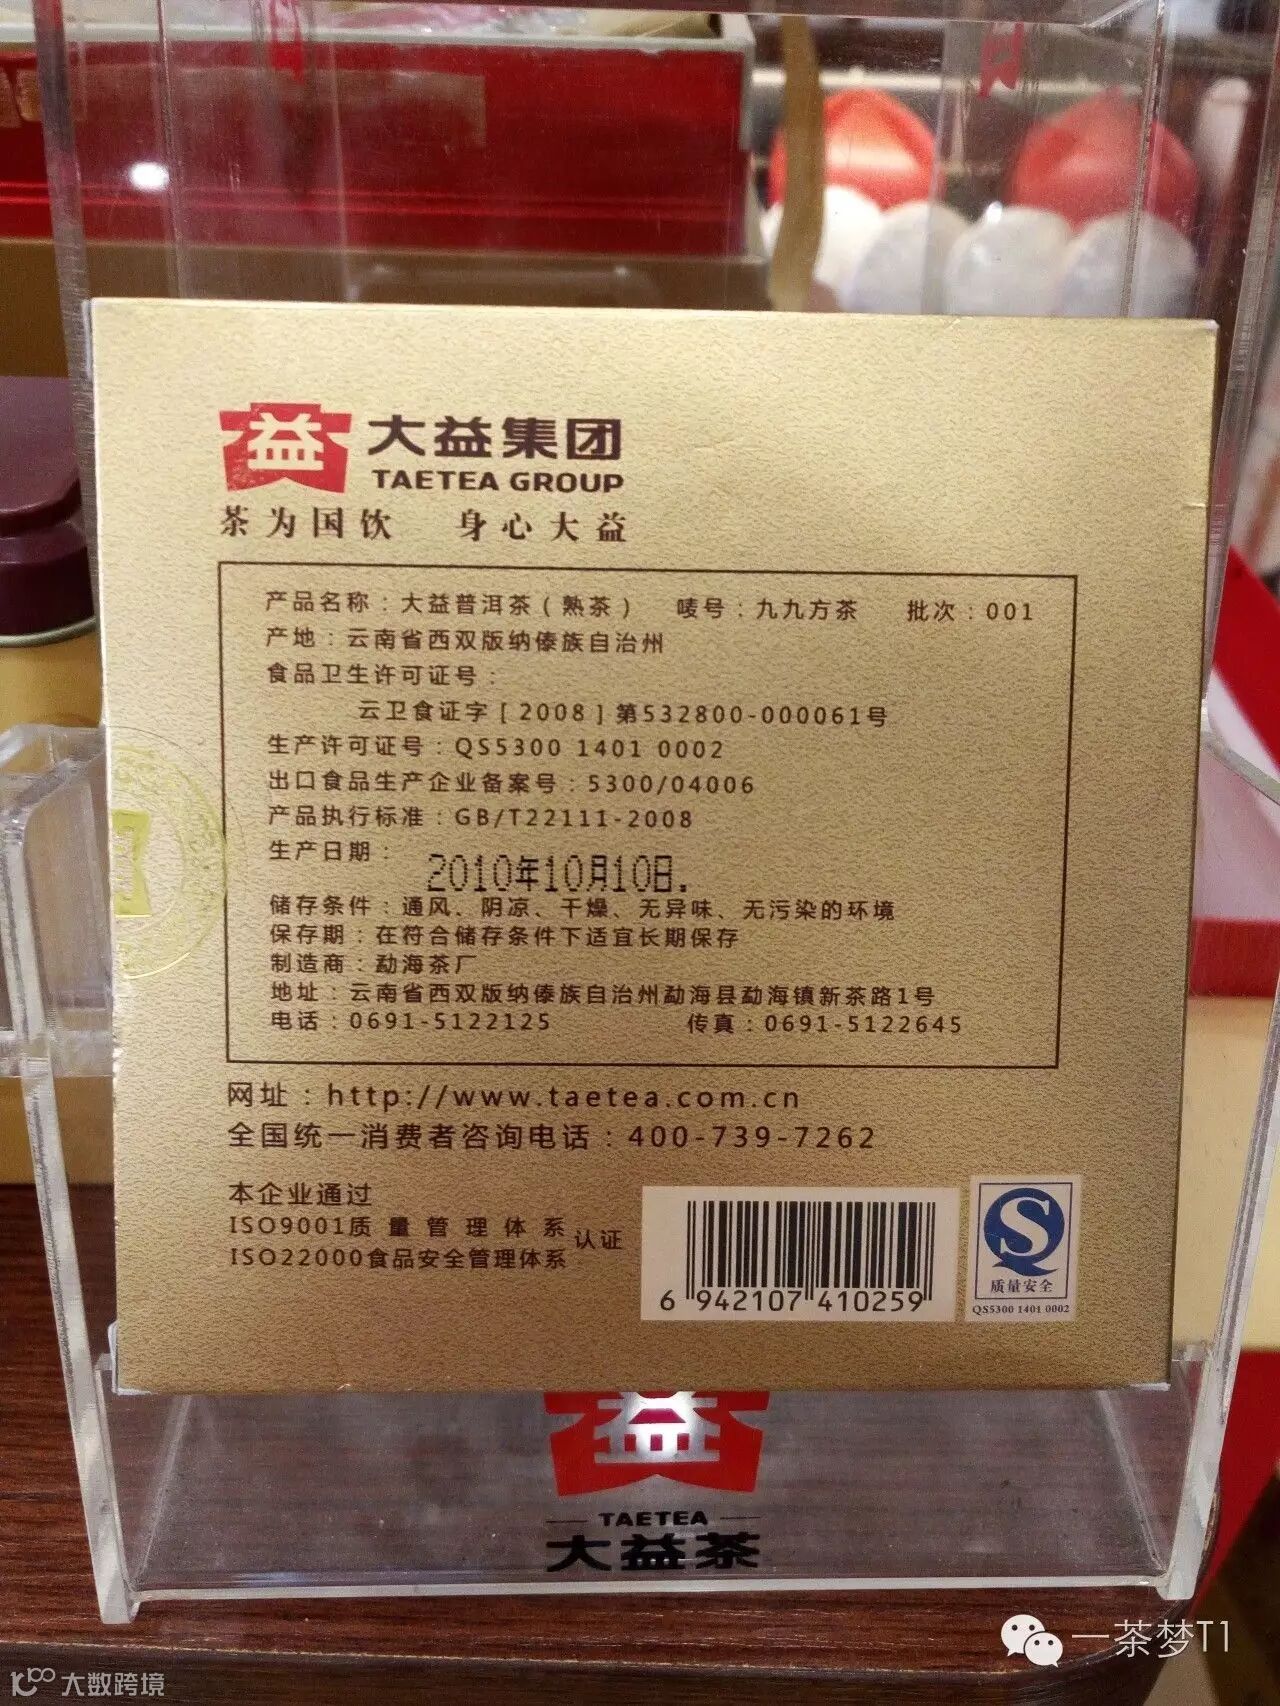 益 大益集团
TAETEA GROUP
茶为国饮 身心大益
产品名称：大益普洱茶（熟茶） 唛号：九九方茶 批次：001
产地：云南省西双版纳傣族自治州
食品卫生许可证号：
云卫食证字［2008］第532800-000061号
生产许可证号：QS5300 1401 0002
出口食品生产企业备案号：5300/04006
产品执行标准：GB/T22111-2008
生产日期：2010年10月10日.
储存条件：通风、阴凉、干燥、无异味、无污染的环境
保存期：在符合储存条件下适宜长期保存
制造商：勐海茶厂
地址：云南省西双版纳傣族自治州勐海县勐海镇新茶路1号
电话：0691-5122125 传真：0691-5122645
网址：http://www.taetea.com.cn
全国统一消费者咨询电话：400-739-7262
本企业通过
ISO9001质量管理体系
ISO22000食品安全管理体系
认证
6 942107 410259
质量安全
QS5300 1401 0002
益
TAETEA
大益茶
一茶梦T1
大数跨境